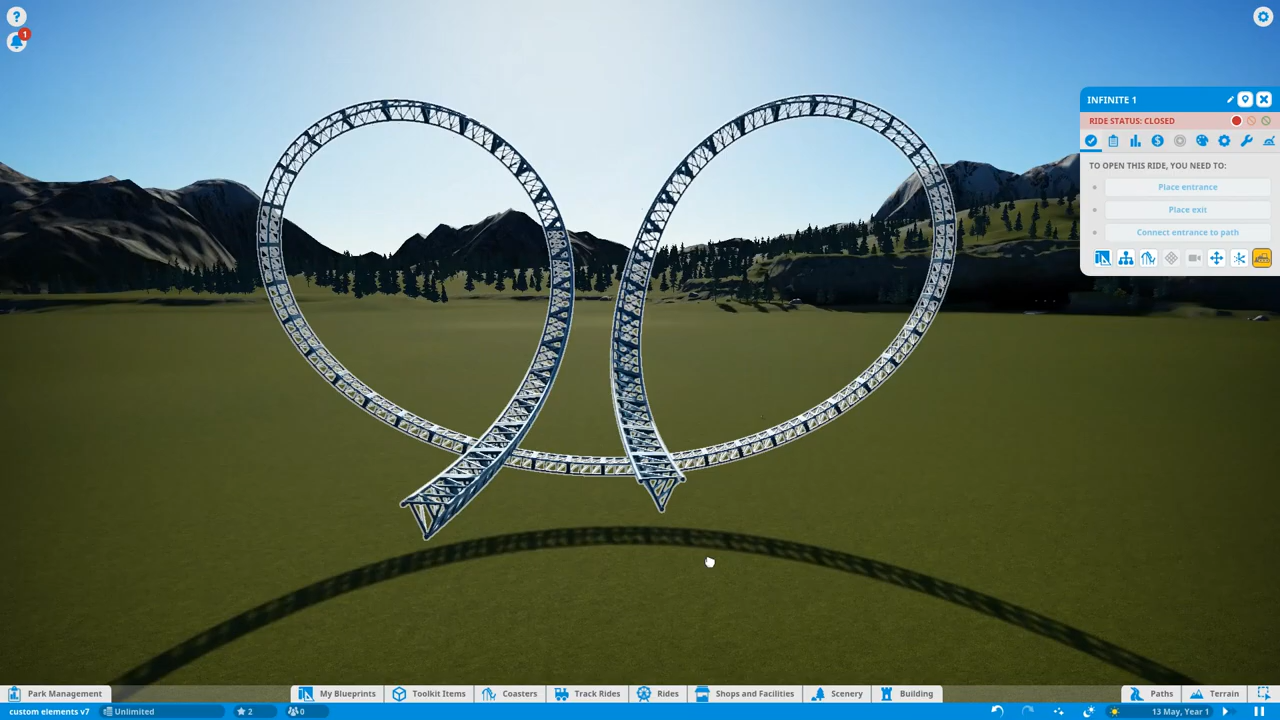 ?
1
INFINITE 1
RIDE STATUS: CLOSED
TO OPEN THIS RIDE, YOU NEED TO:
Place entrance
Place exit
Connect entrance to path
Park Management
My Blueprints
Toolkit Items
Coasters
Track Rides
Rides
Shops and Facilities
Scenery
Building
Paths
Terrain
custom elements v7
Unlimited
2
0
13 May, Year 1